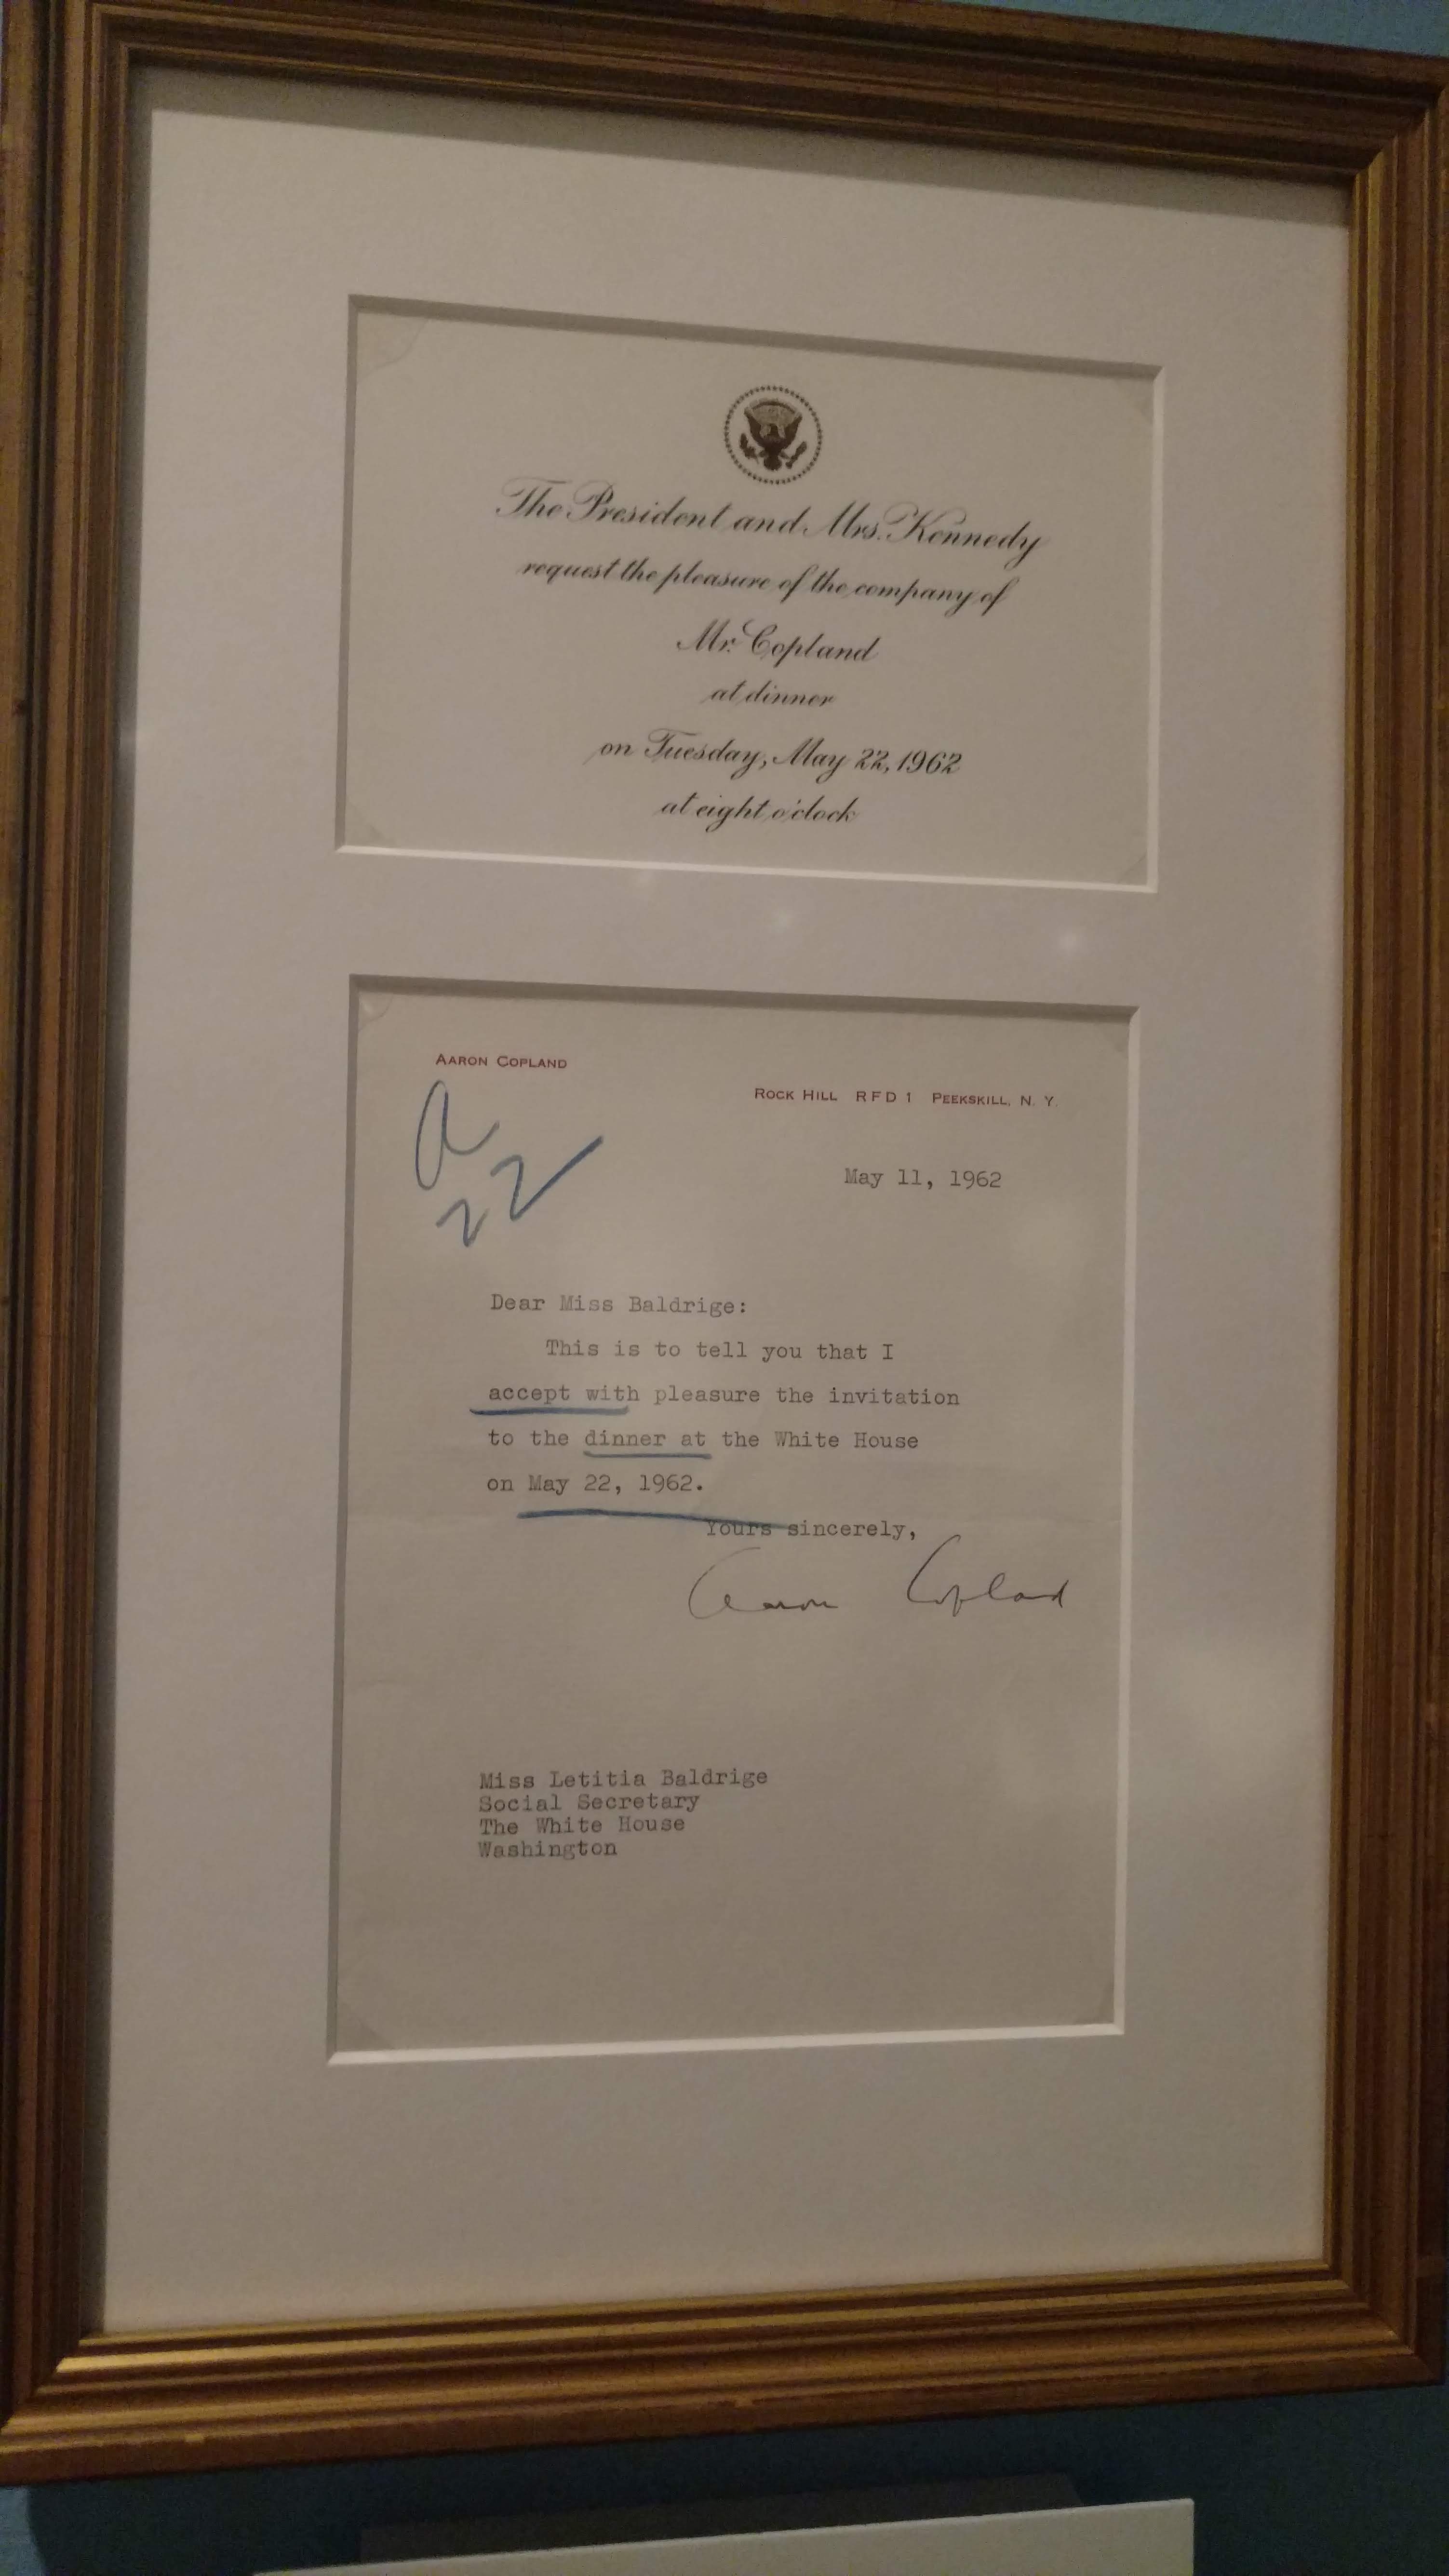 The President and Mrs. Kennedy
request the pleasure of the company of
Mr. Copland
at dinner
on Tuesday, May 22, 1962
at eight o'clock
AARON COPLAND
ROCK HILL RFD 1 PEEKSKILL, N. Y.
a
22
May 11, 1962
Dear Miss Baldrige:
This is to tell you that I
accept with pleasure the invitation
to the dinner at the White House
on May 22, 1962.
Yours sincerely,
Aaron Copland
Miss Letitia Baldrige
Social Secretary
The White House
Washington